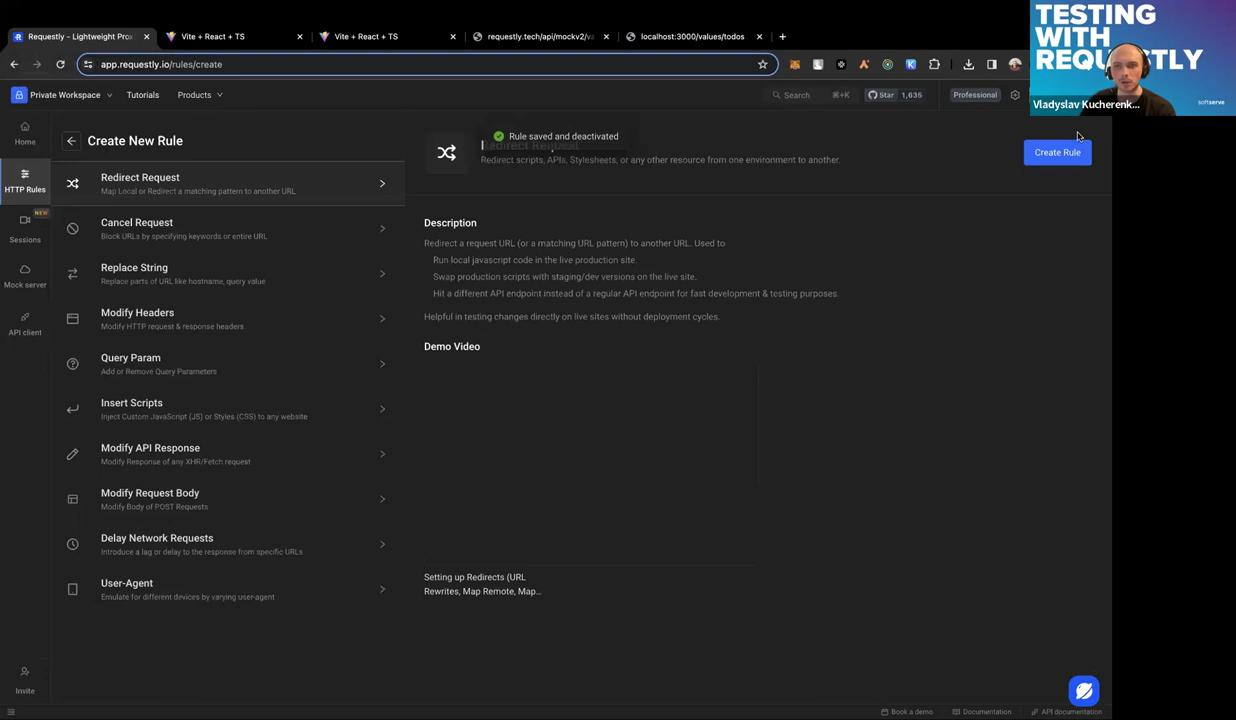 Requestly - Lightweight Prox
Vite + React + TS
Vite + React + TS
requestly.tech/api/mockv2/va
localhost:3000/values/todos
app.requestly.io/rules/create
TESTING
WITH
REQUESTLY
Vladyslav Kucherenk...
softserve
Private Workspace
Tutorials
Products
Search
⌘+K
Star
1,635
Professional
Home
HTTP Rules
NEW
Sessions
Mock server
API client
Invite
Create New Rule
Redirect Request
Map Local or Redirect a matching pattern to another URL
Cancel Request
Block URLs by specifying keywords or entire URL
Replace String
Replace parts of URL like hostname, query value
Modify Headers
Modify HTTP request & response headers.
Query Param
Add or Remove Query Parameters
Insert Scripts
Inject Custom JavaScript (JS) or Styles (CSS) to any website
Modify API Response
Modify Response of any XHR/Fetch request
Modify Request Body
Modify Body of POST Requests
Delay Network Requests
Introduce a lag or delay to the response from specific URLs
User-Agent
Emulate for different devices by varying user-agent
Rule saved and deactivated
Redirect Request
Redirect scripts, APIs, Stylesheets, or any other resource from one environment to another.
Create Rule
Description
Redirect a request URL (or a matching URL pattern) to another URL. Used to
Run local javascript code in the live production site.
Swap production scripts with staging/dev versions on the live site.
Hit a different API endpoint instead of a regular API endpoint for fast development & testing purposes.
Helpful in testing changes directly on live sites without deployment cycles.
Demo Video
Setting up Redirects (URL
Rewrites, Map Remote, Map...
Book a demo
Documentation
API documentation